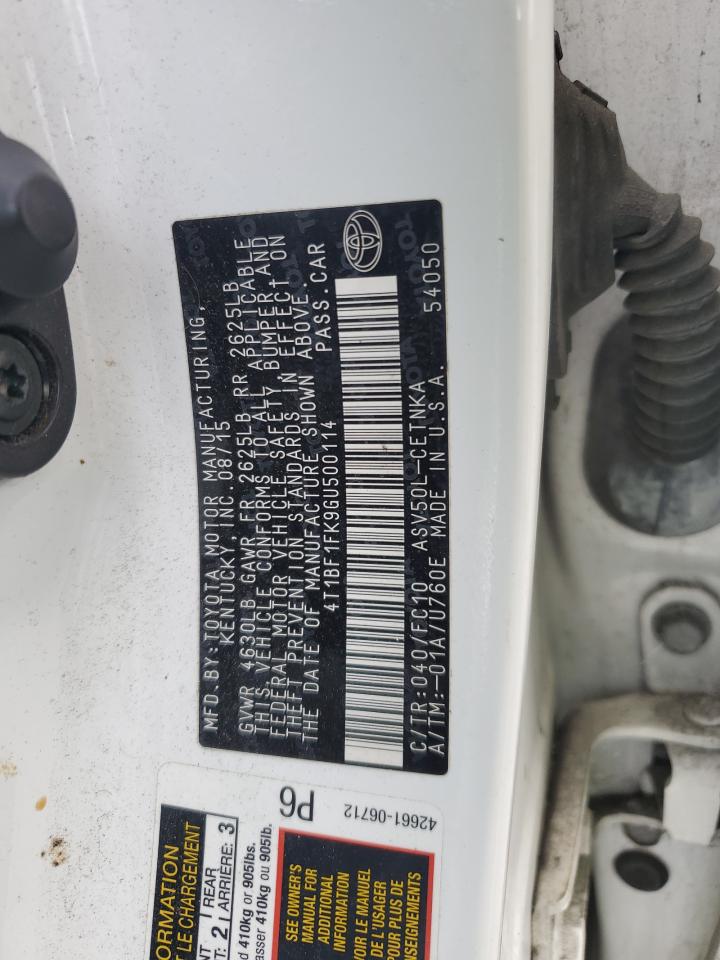 MFD.BY:TOYOTA MOTOR MANUFACTURING,
KENTUCKY, INC. 08/15
GVWR 4630LB GAWR FR 2625LB RR 2625LB
THIS VEHICLE CONFORMS TO ALL APPLICABLE
FEDERAL MOTOR VEHICLE SAFETY, BUMPER AND
THEFT PREVENTION STANDARDS IN EFFECT ON
THE DATE OF MANUFACTURE SHOWN ABOVE.
4T1BF1FK9GU500114 PASS.CAR
C/TR:040/FC10 ASV50L-CETNKA 54050
A/TM:-01A/U760E MADE IN U.S.A.
P6
42661-06712
LE CHARGEMENT
REAR
: 2 ARRIÈRE: 3
410kg or 905lbs.
410kg ou 905lb.
SEE OWNER'S
MANUAL FOR
ADDITIONAL
INFORMATION
VOIR LE MANUEL
DE L'USAGER
POUR PLUS DE
RENSEIGNEMENTS